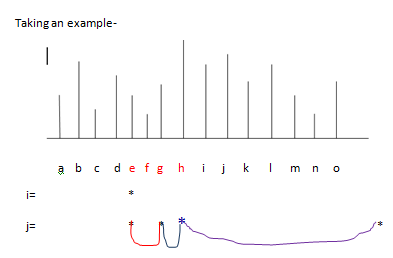 Taking an example-
a b c d e f g h i j k l m n o
i= *
j= * * * *